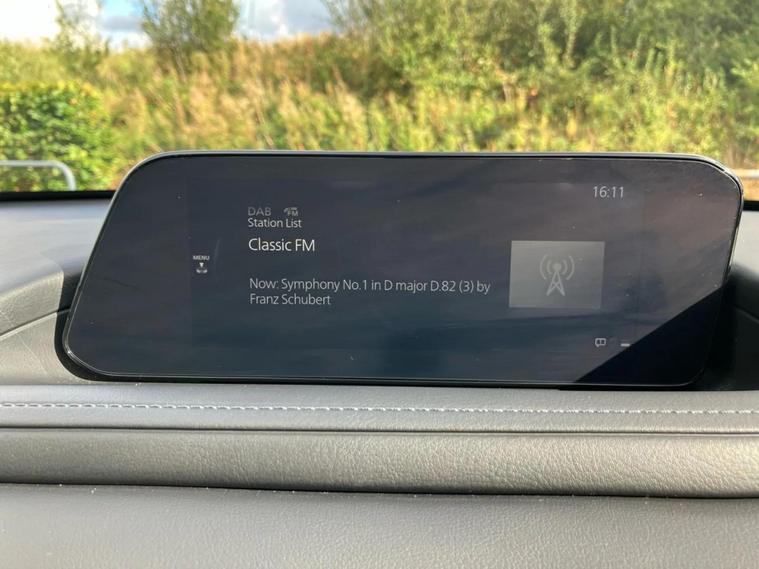 16:11
DAB FM
Station List
Classic FM
MENU
Now: Symphony No.1 in D major D.82 (3) by
Franz Schubert